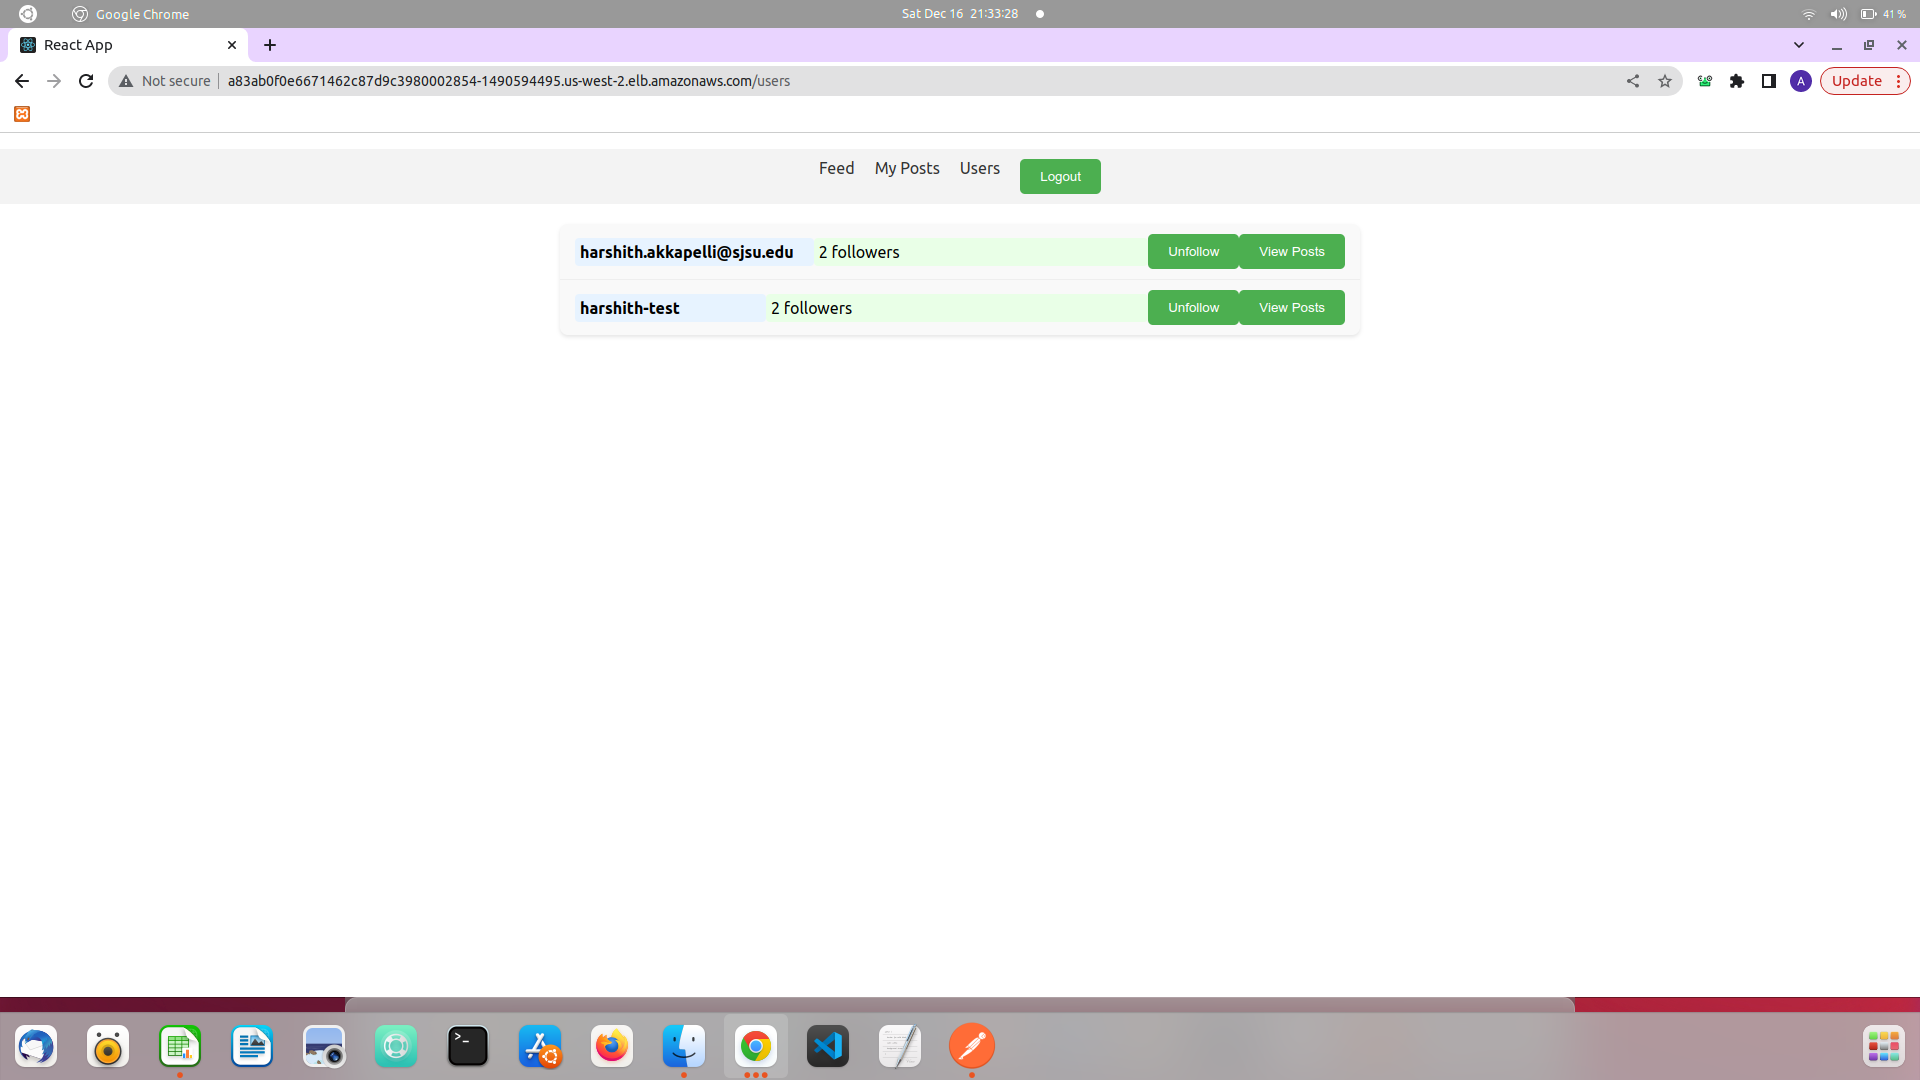 Google Chrome
Sat Dec 16 21:33:28
41 %
React App
Not secure
a83ab0f0e6671462c87d9c3980002854-1490594495.us-west-2.elb.amazonaws.com/users
A
Update
Feed
My Posts
Users
Logout
harshith.akkapelli@sjsu.edu 2 followers
Unfollow
View Posts
harshith-test 2 followers
Unfollow
View Posts
>_